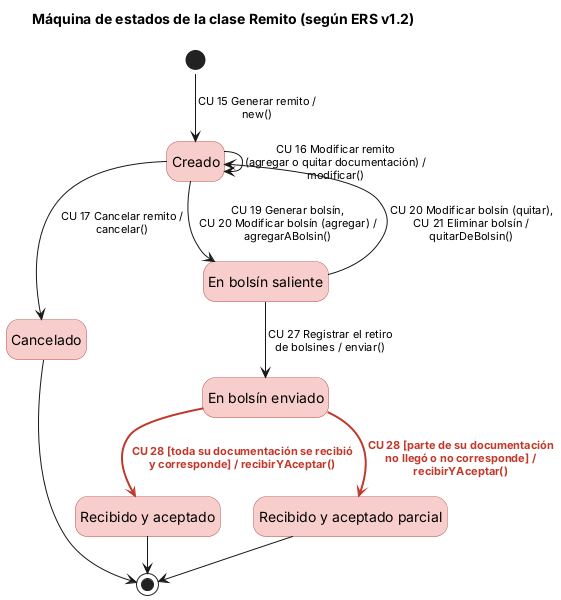 Máquina de estados de la clase Remito (según ERS v1.2)
CU 15 Generar remito /
new()
Creado
CU 16 Modificar remito
(agregar o quitar documentación) /
modificar()
CU 17 Cancelar remito /
cancelar()
CU 19 Generar bolsín,
CU 20 Modificar bolsín (agregar) /
agregarABolsin()
CU 20 Modificar bolsín (quitar),
CU 21 Eliminar bolsín /
quitarDeBolsin()
En bolsín saliente
Cancelado
CU 27 Registrar el retiro
de bolsines / enviar()
En bolsín enviado
CU 28 [toda su documentación se recibió
y corresponde] / recibirYAceptar()
CU 28 [parte de su documentación
no llegó o no corresponde] /
recibirYAceptar()
Recibido y aceptado
Recibido y aceptado parcial